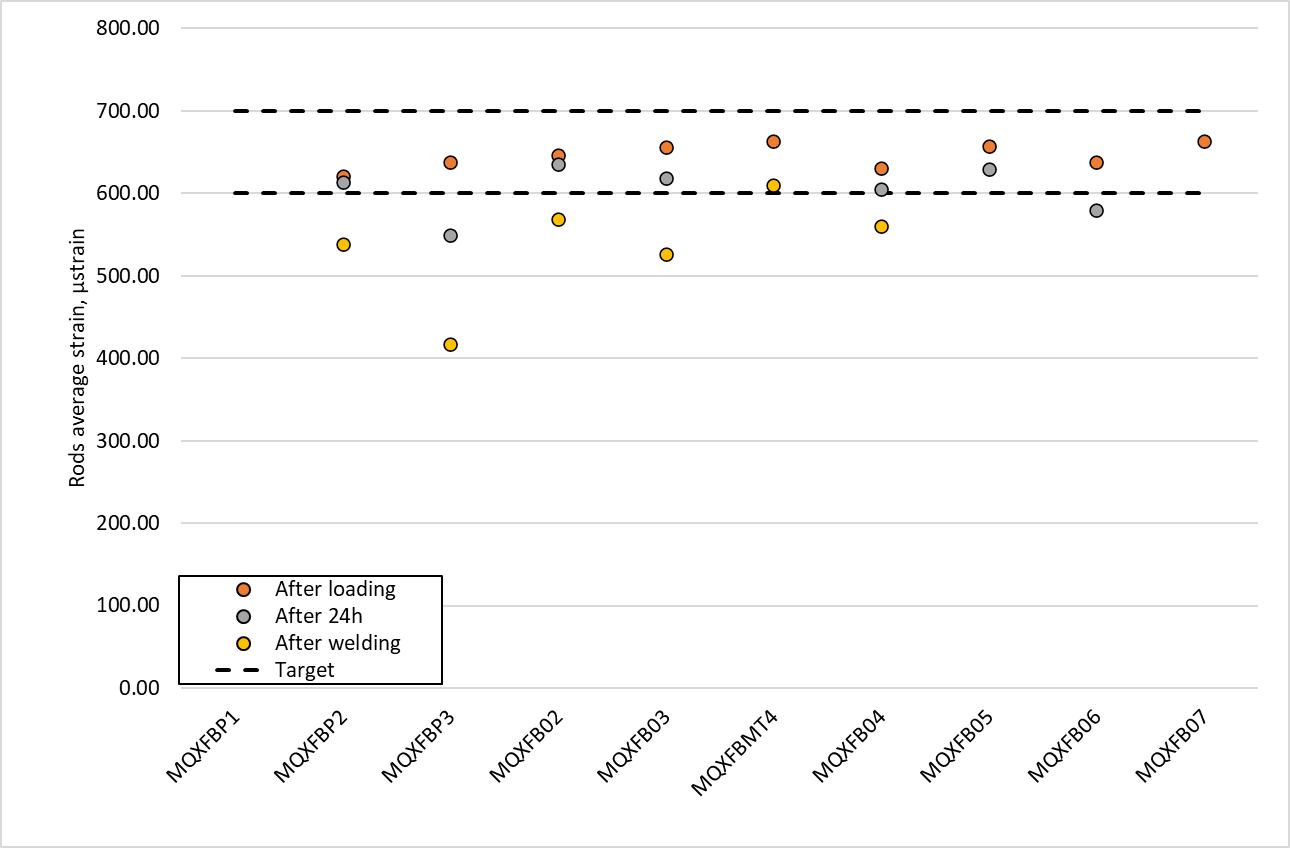 800.00
700.00
600.00
500.00
400.00
300.00
200.00
100.00
0.00
Rods average strain, µstrain
After loading
After 24h
After welding
Target
MQXFBP1
MQXFBP2
MQXFBP3
MQXFB02
MQXFB03
MQXFBMT4
MQXFB04
MQXFB05
MQXFB06
MQXFB07